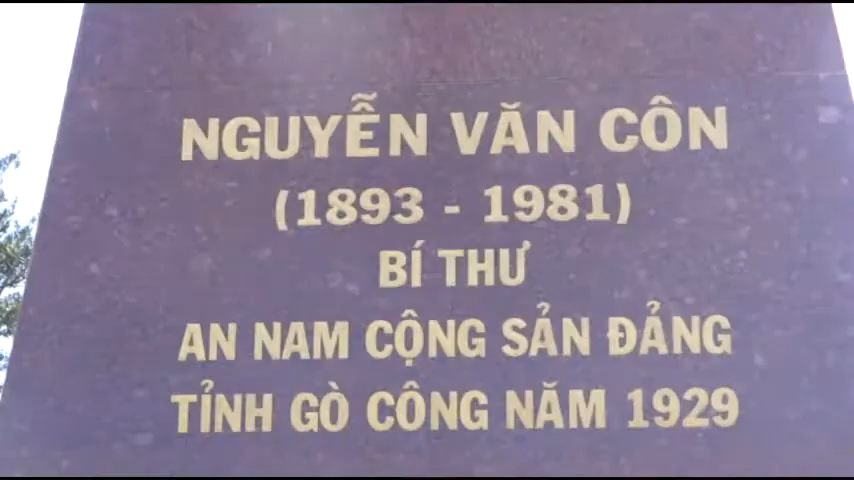 NGUYỄN VĂN CÔN
(1893 - 1981)
BÍ THƯ
AN NAM CỘNG SẢN ĐẢNG
TỈNH GÒ CÔNG NĂM 1929